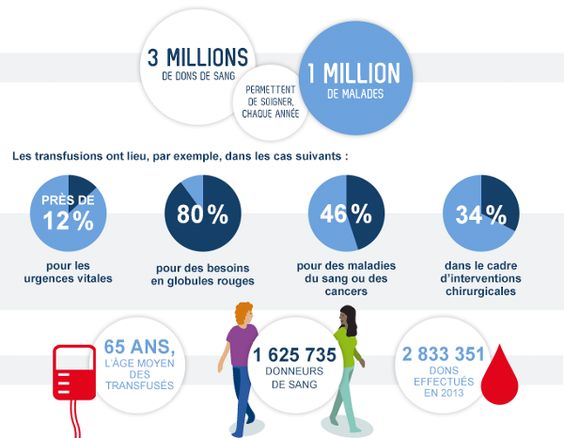 3 MILLIONS
DE DONS DE SANG
PERMETTENT
DE SOIGNER,
CHAQUE ANNÉE
1 MILLION
DE MALADES
Les transfusions ont lieu, par exemple, dans les cas suivants :
PRÈS DE
12 %
pour les
urgences vitales
80 %
pour des besoins
en globules rouges
46 %
pour des maladies
du sang ou des
cancers
34 %
dans le cadre
d'interventions
chirurgicales
65 ANS,
L'ÂGE MOYEN
DES
TRANSFUSÉS
1 625 735
DONNEURS
DE SANG
2 833 351
DONS
EFFECTUÉS
EN 2013